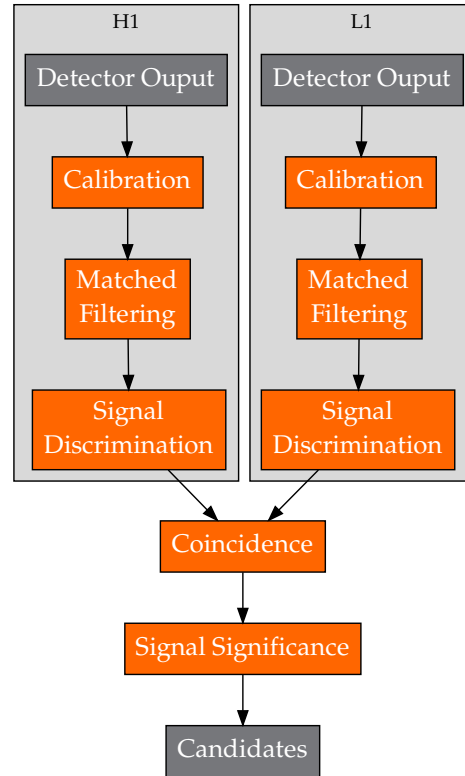 H1
Detector Ouput
Calibration
Matched
Filtering
Signal
Discrimination
L1
Detector Ouput
Calibration
Matched
Filtering
Signal
Discrimination
Coincidence
Signal Significance
Candidates